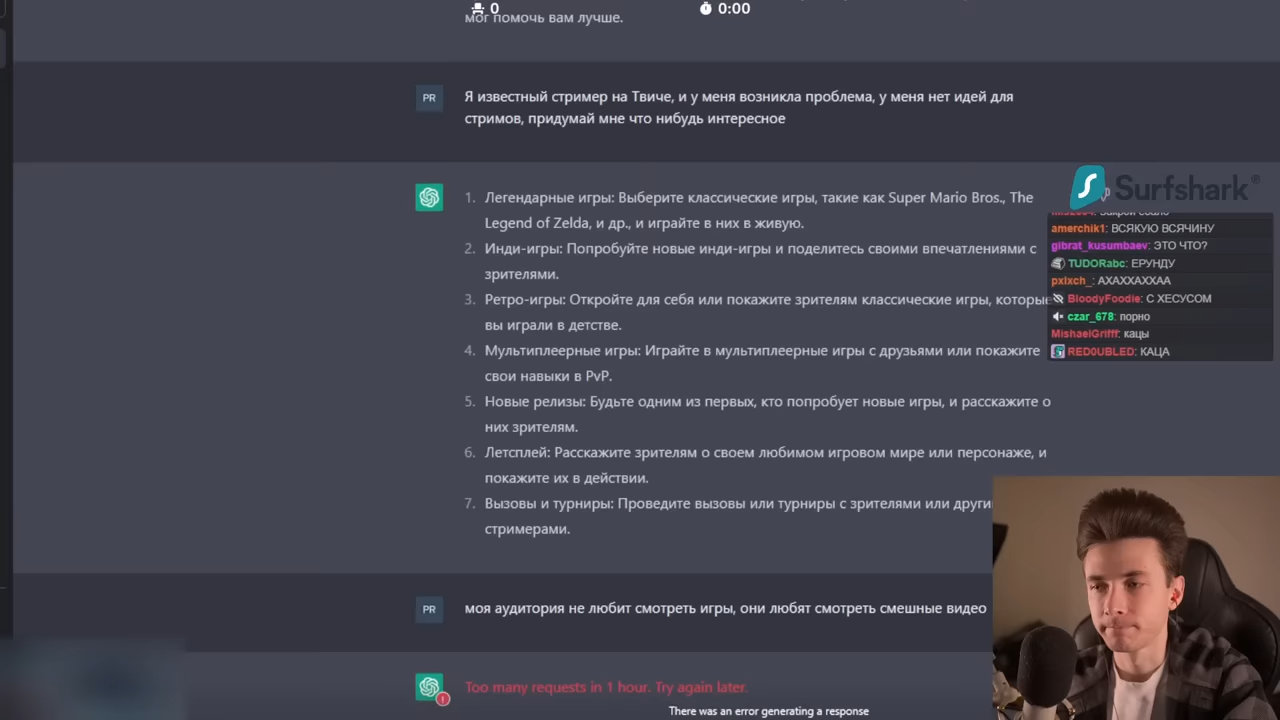 мог помочь вам лучше.
0
0:00
PR
Я известный стример на Твиче, и у меня возникла проблема, у меня нет идей для
стримов, придумай мне что нибудь интересное
1. Легендарные игры: Выберите классические игры, такие как Super Mario Bros., The
Legend of Zelda, и др., и играйте в них в живую.
2. Инди-игры: Попробуйте новые инди-игры и поделитесь своими впечатлениями с
зрителями.
3. Ретро-игры: Откройте для себя или покажите зрителям классические игры, которые
вы играли в детстве.
4. Мультиплеерные игры: Играйте в мультиплеерные игры с друзьями или покажите
свои навыки в PvP.
5. Новые релизы: Будьте одним из первых, кто попробует новые игры, и расскажите о
них зрителям.
6. Летсплей: Расскажите зрителям о своем любимом игровом мире или персонаже, и
покажите их в действии.
7. Вызовы и турниры: Проведите вызовы или турниры с зрителями или други
стримерами.
PR
моя аудитория не любит смотреть игры, они любят смотреть смешные видео
Too many requests in 1 hour. Try again later.
There was an error generating a response
Surfshark®
amerchik1: ВСЯКУЮ ВСЯЧИНУ
gibrat_kusumbaev: ЭТО ЧТО?
TUDORabc: ЕРУНДУ
pxlxch_: АХАХХАХХАА
BloodyFoodie: С ХЕСУСОМ
czar_678: порно
MishaelGrifff: кацы
RED0UBLED: КАЦА